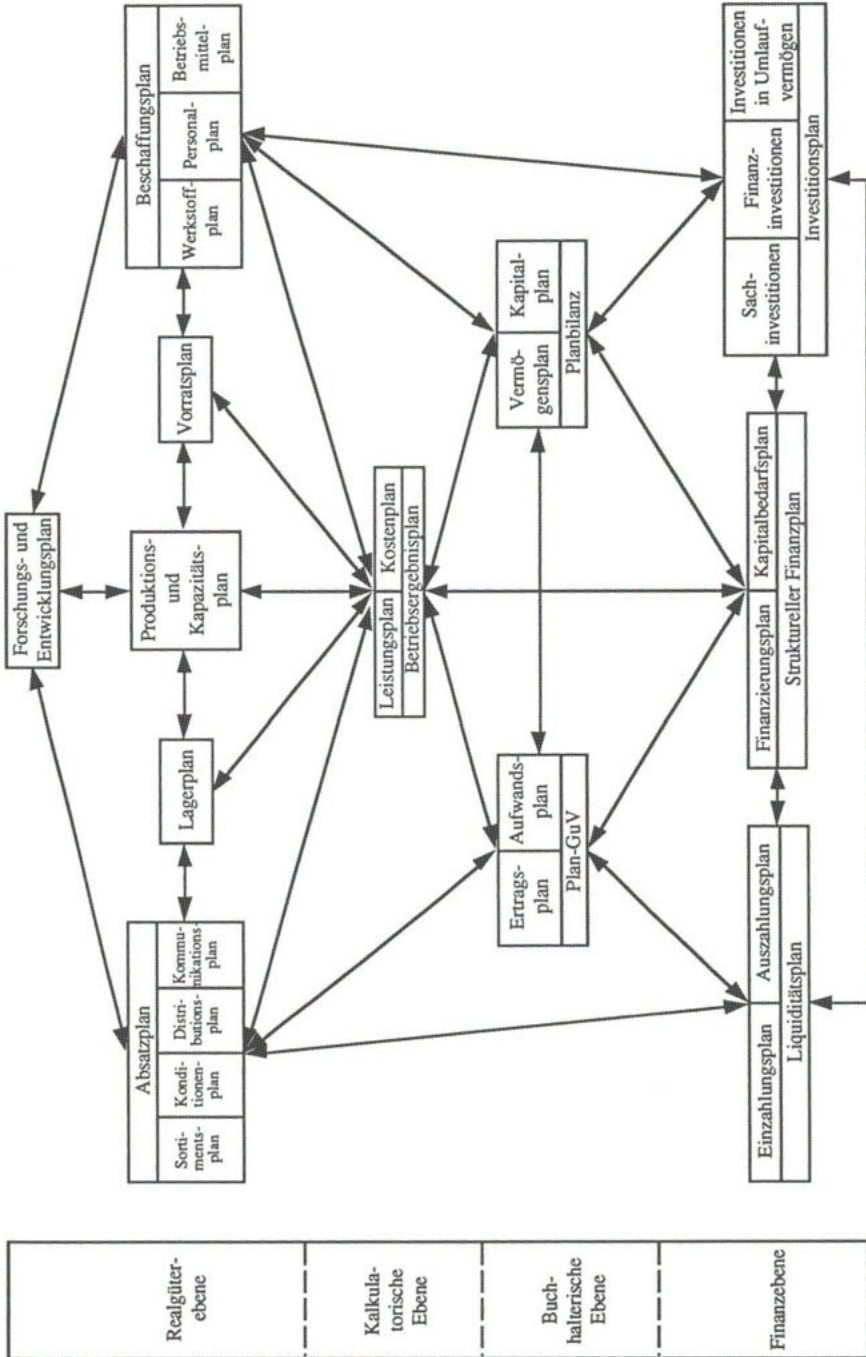 Realgüter-
ebene
Forschungs- und
Entwicklungsplan
Absatzplan
Sorti-
ments-
plan
Kondi-
tionen-
plan
Distri-
butions-
plan
Kommu-
nikations-
plan
Lagerplan
Produktions-
und
Kapazitäts-
plan
Vorratsplan
Beschaffungsplan
Werkstoff-
plan
Personal-
plan
Betriebs-
mittel-
plan
Kalkula-
torische
Ebene
Leistungsplan
Kostenplan
Betriebsergebnisplan
Buch-
halterische
Ebene
Ertrags-
plan
Aufwands-
plan
Plan-GuV
Vermö-
gensplan
Kapital-
plan
Planbilanz
Finanzebene
Einzahlungsplan
Auszahlungsplan
Liquiditätsplan
Finanzierungsplan
Kapitalbedarfsplan
Struktureller Finanzplan
Sach-
investitionen
Finanz-
investitionen
Investitionen
in Umlauf-
vermögen
Investitionsplan